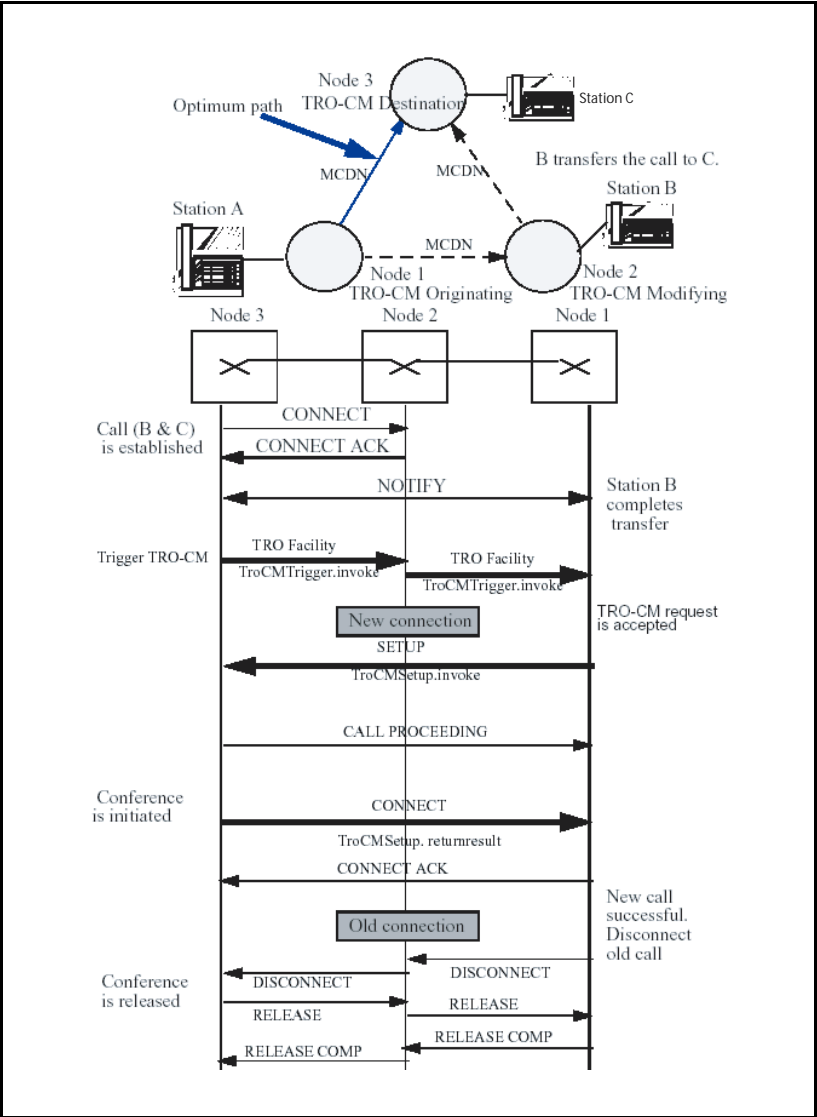 Node 3
TRO-CM Destination
Station C
Optimum path
B transfers the call to C.
MCDN
MCDN
Station B
Station A
MCDN
Node 1
TRO-CM Originating
Node 2
TRO-CM Modifying
Node 3
Node 2
Node 1
Call (B & C)
is established
CONNECT
CONNECT ACK
NOTIFY
Station B
completes
transfer
Trigger TRO-CM
TRO Facility
TroCMTrigger.invoke
TRO Facility
TroCMTrigger.invoke
New connection
TRO-CM request
is accepted
SETUP
TroCMSetup.invoke
CALL PROCEEDING
Conference
is initiated
CONNECT
TroCMSetup. returnresult
CONNECT ACK
New call
successful.
Disconnect
old call
Old connection
DISCONNECT
DISCONNECT
Conference
is released
RELEASE
RELEASE
RELEASE COMP
RELEASE COMP